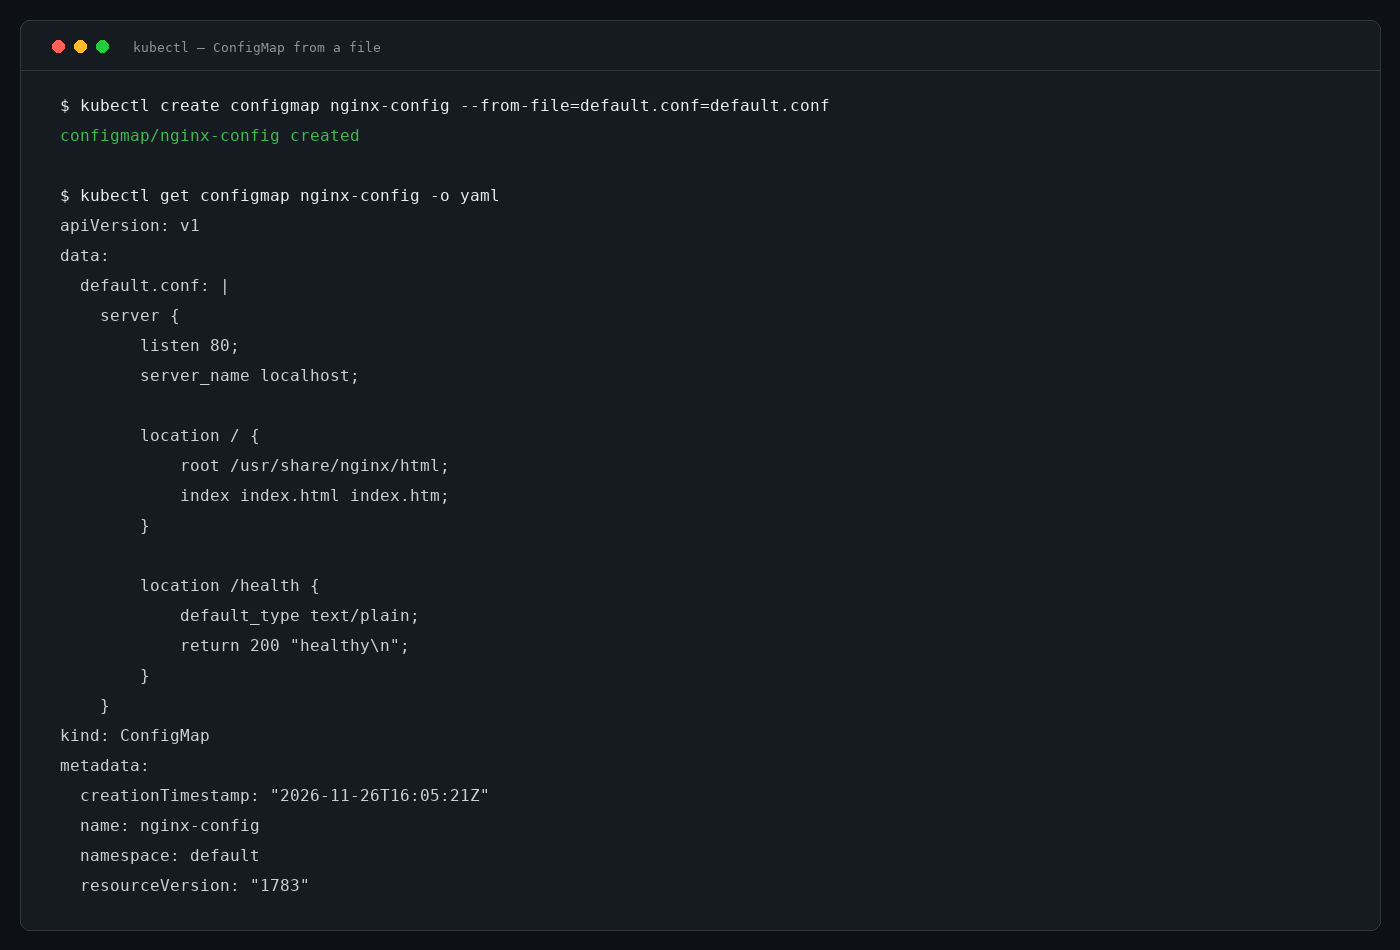 kubectl — ConfigMap from a file
$ kubectl create configmap nginx-config --from-file=default.conf=default.conf
configmap/nginx-config created

$ kubectl get configmap nginx-config -o yaml
apiVersion: v1
data:
  default.conf: |
    server {
        listen 80;
        server_name localhost;

        location / {
            root /usr/share/nginx/html;
            index index.html index.htm;
        }

        location /health {
            default_type text/plain;
            return 200 "healthy\n";
        }
    }
kind: ConfigMap
metadata:
  creationTimestamp: "2026-11-26T16:05:21Z"
  name: nginx-config
  namespace: default
  resourceVersion: "1783"